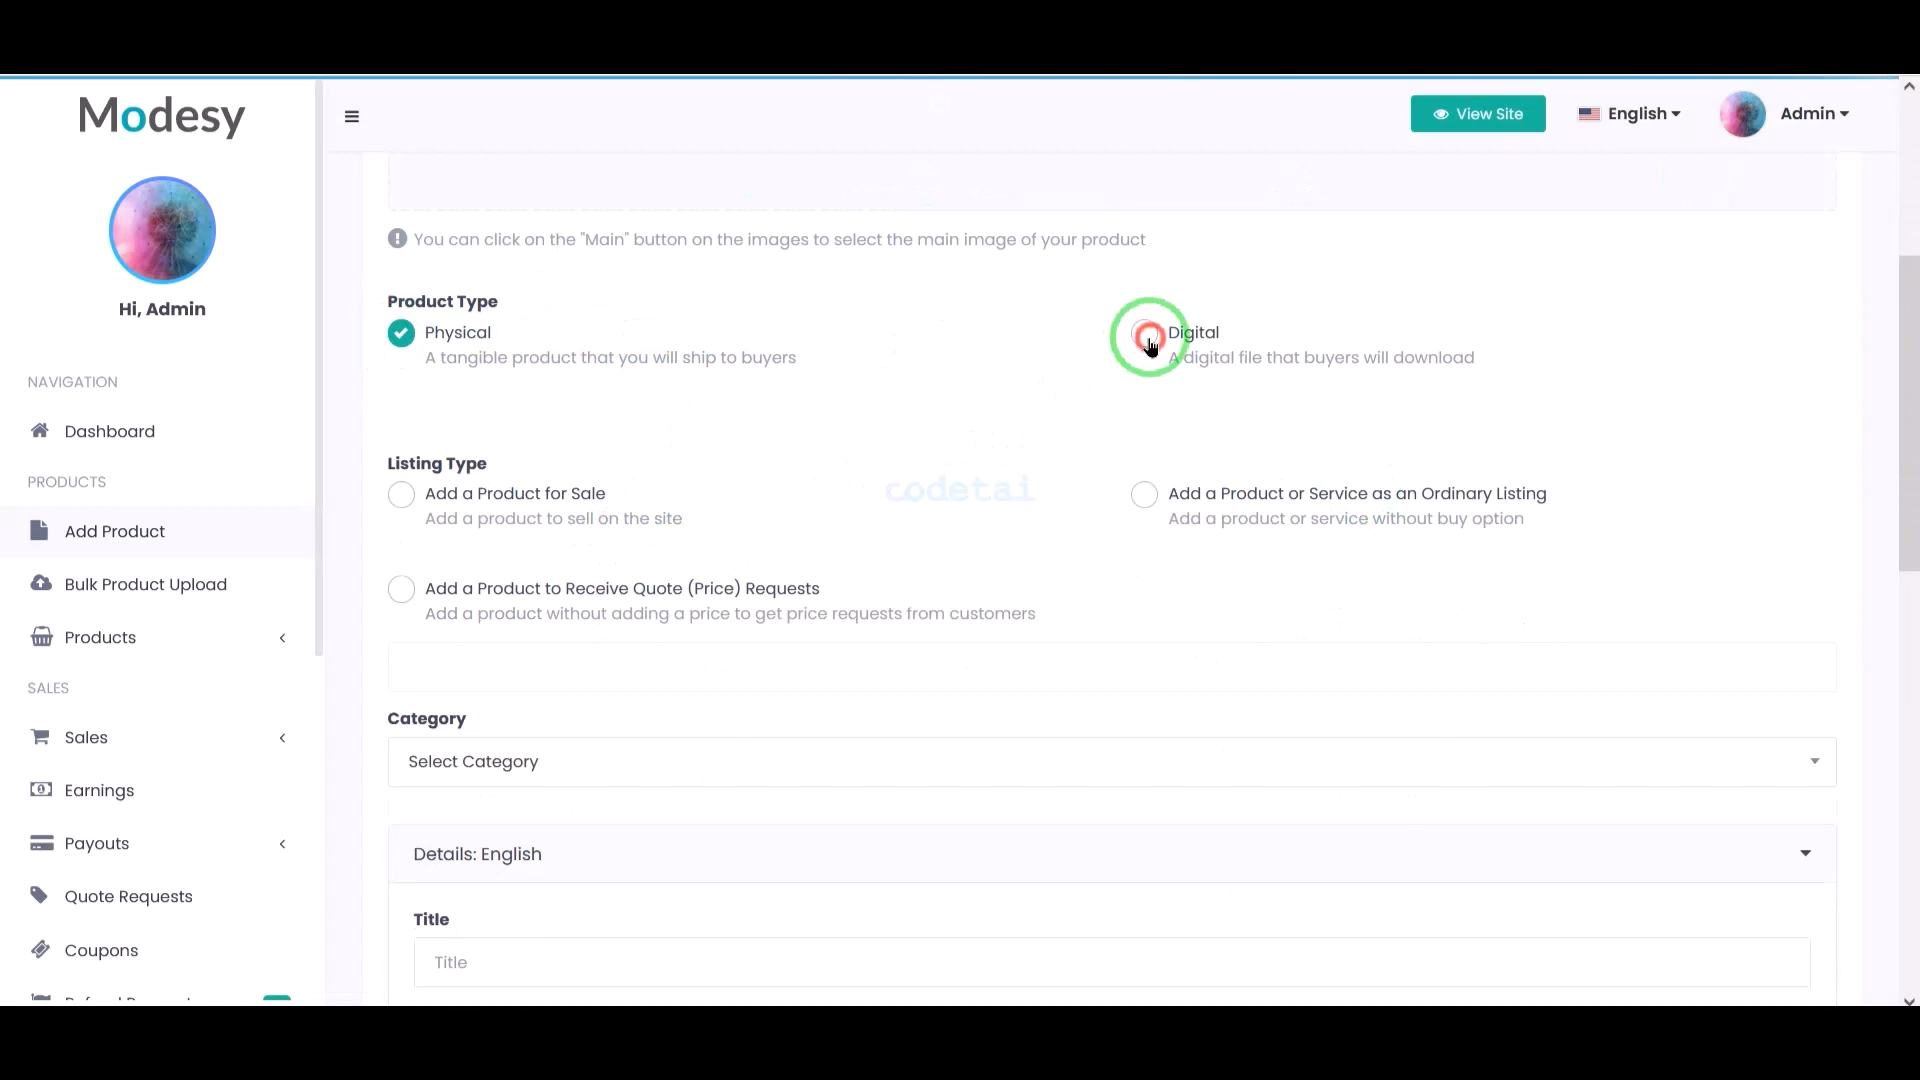 Modesy
View Site
English
Admin
Hi, Admin
NAVIGATION
Dashboard
PRODUCTS
Add Product
Bulk Product Upload
Products
SALES
Sales
Earnings
Payouts
Quote Requests
Coupons
You can click on the "Main" button on the images to select the main image of your product
Product Type
Physical
A tangible product that you will ship to buyers
Digital
A digital file that buyers will download
Listing Type
Add a Product for Sale
Add a product to sell on the site
Add a Product or Service as an Ordinary Listing
Add a product or service without buy option
codetai
Add a Product to Receive Quote (Price) Requests
Add a product without adding a price to get price requests from customers
Category
Select Category
Details: English
Title
Title